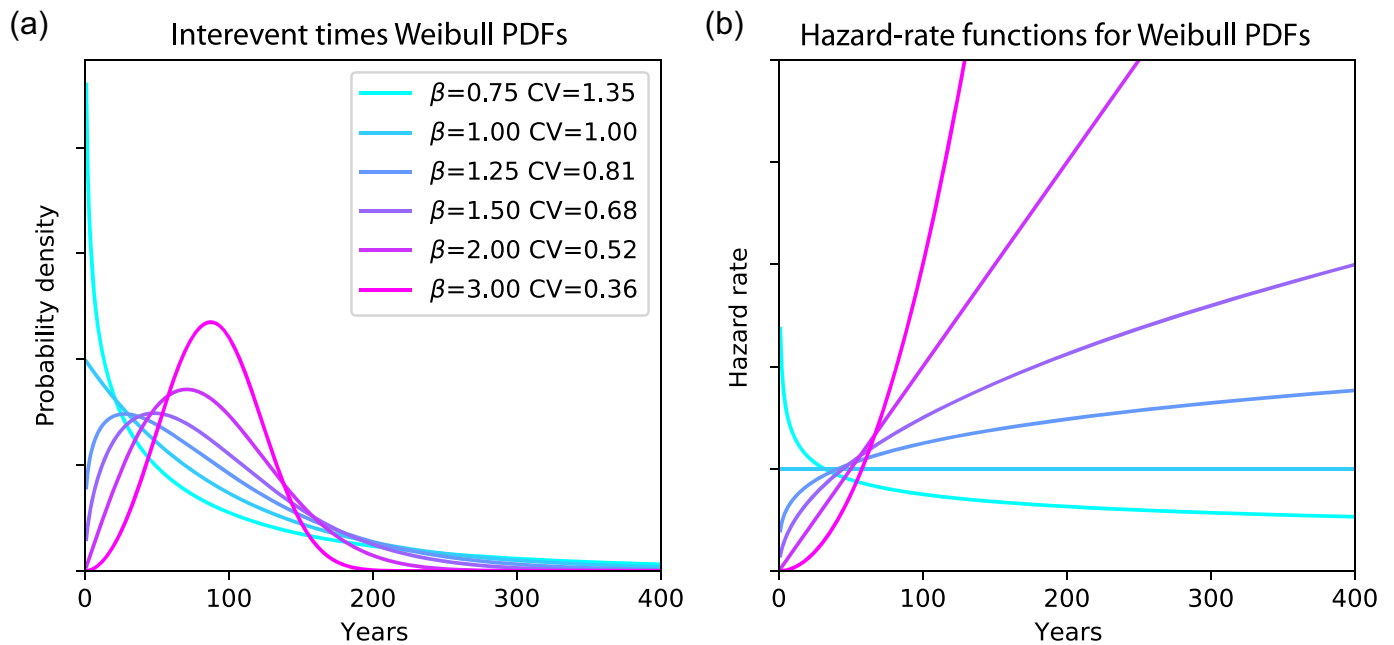 (a)
Interevent times Weibull PDFs
β=0.75 CV=1.35
β=1.00 CV=1.00
β=1.25 CV=0.81
β=1.50 CV=0.68
β=2.00 CV=0.52
β=3.00 CV=0.36
Probability density
0 100 200 300 400
Years
(b)
Hazard-rate functions for Weibull PDFs
Hazard rate
0 100 200 300 400
Years